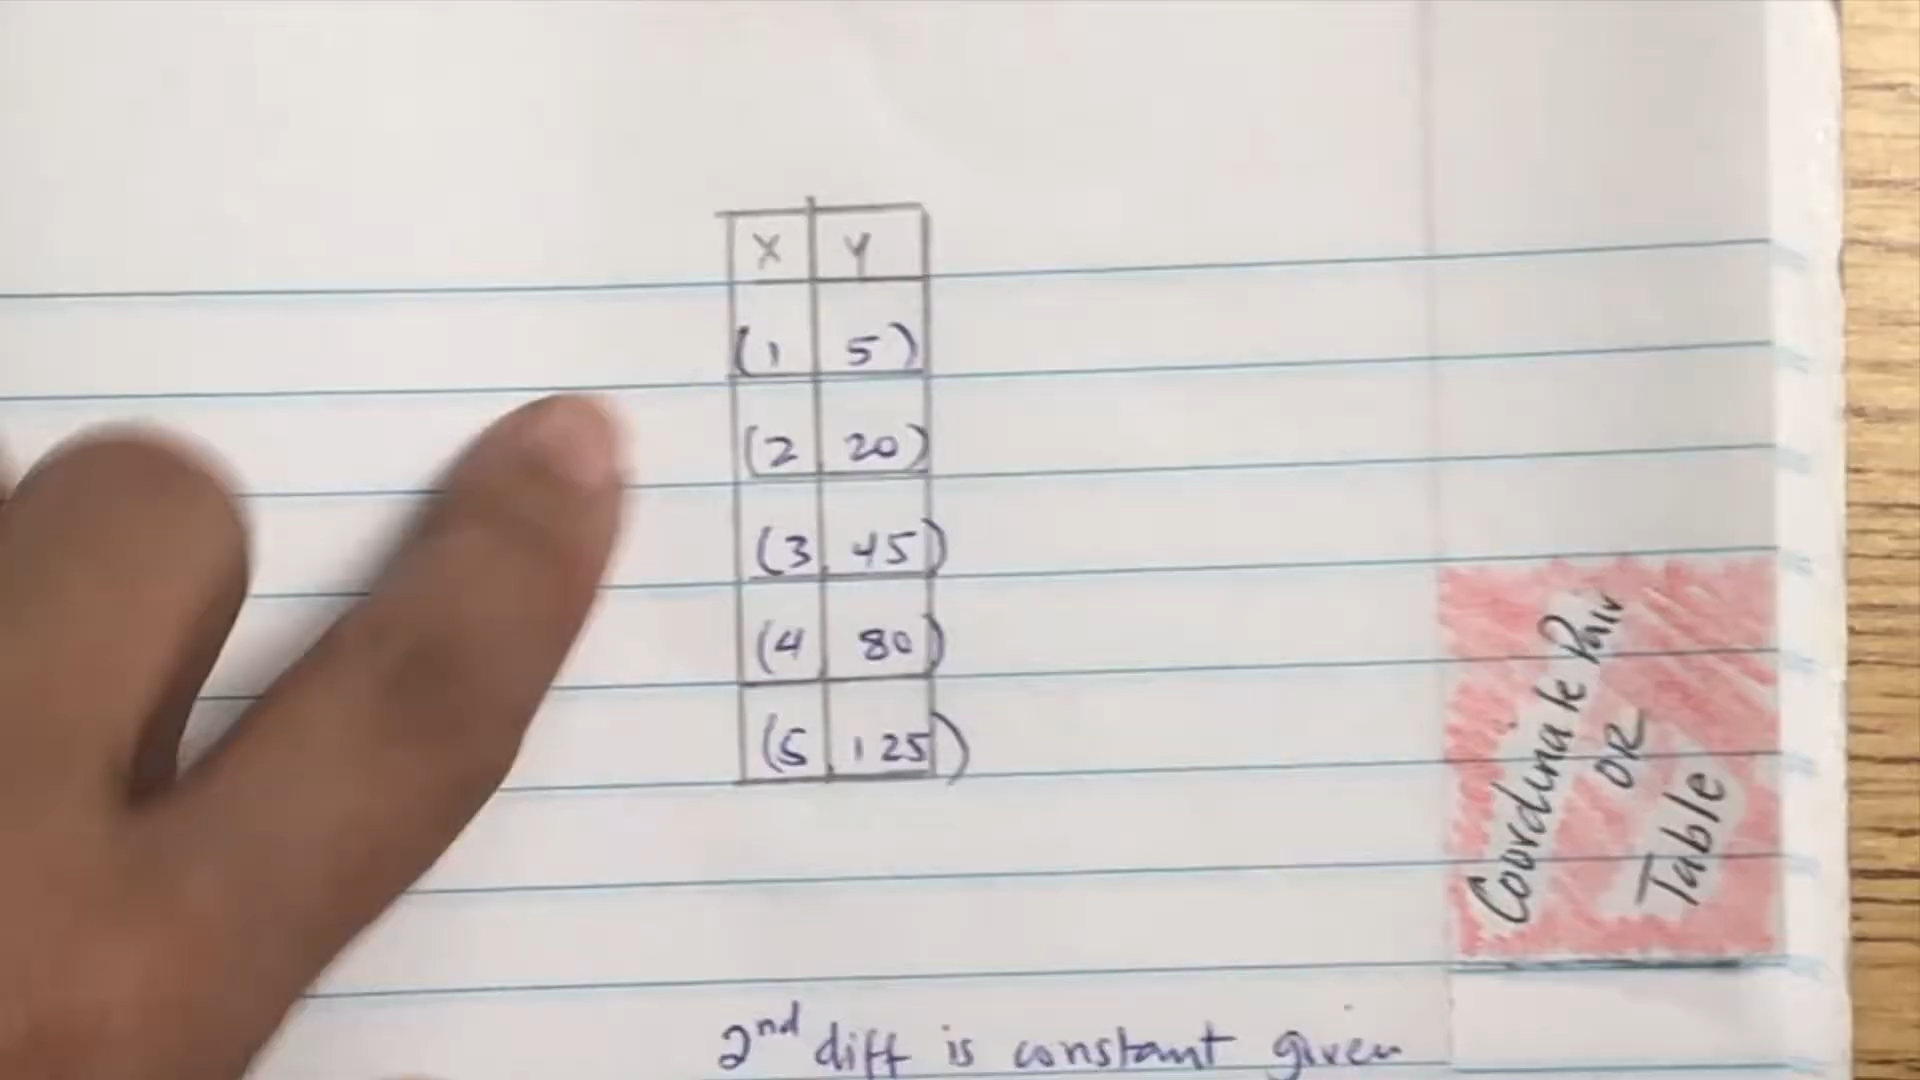 X Y
(1 5)
(2 20)
(3 45)
(4 80)
(5 125)
Coordinate Pair
OR
Table
2nd diff is constant given